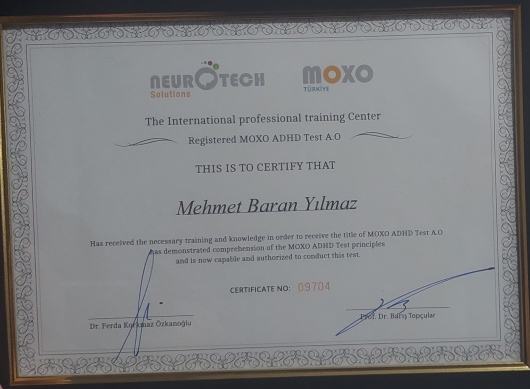 NEUROTECH
Solutions
MOXO
TÜRKİYE
The International professional training Center
Registered MOXO ADHD Test A.O
THIS IS TO CERTIFY THAT
Mehmet Baran Yılmaz
Has received the necessary training and knowledge in order to receive the title of MOXO ADHD Test A.O
has demonstrated comprehension of the MOXO ADHD Test principles
and is now capable and authorized to conduct this test.
CERTIFICATE NO: 09704
Dr. Ferda Korkmaz Özkanoğlu
Prof. Dr. Barış Topçular